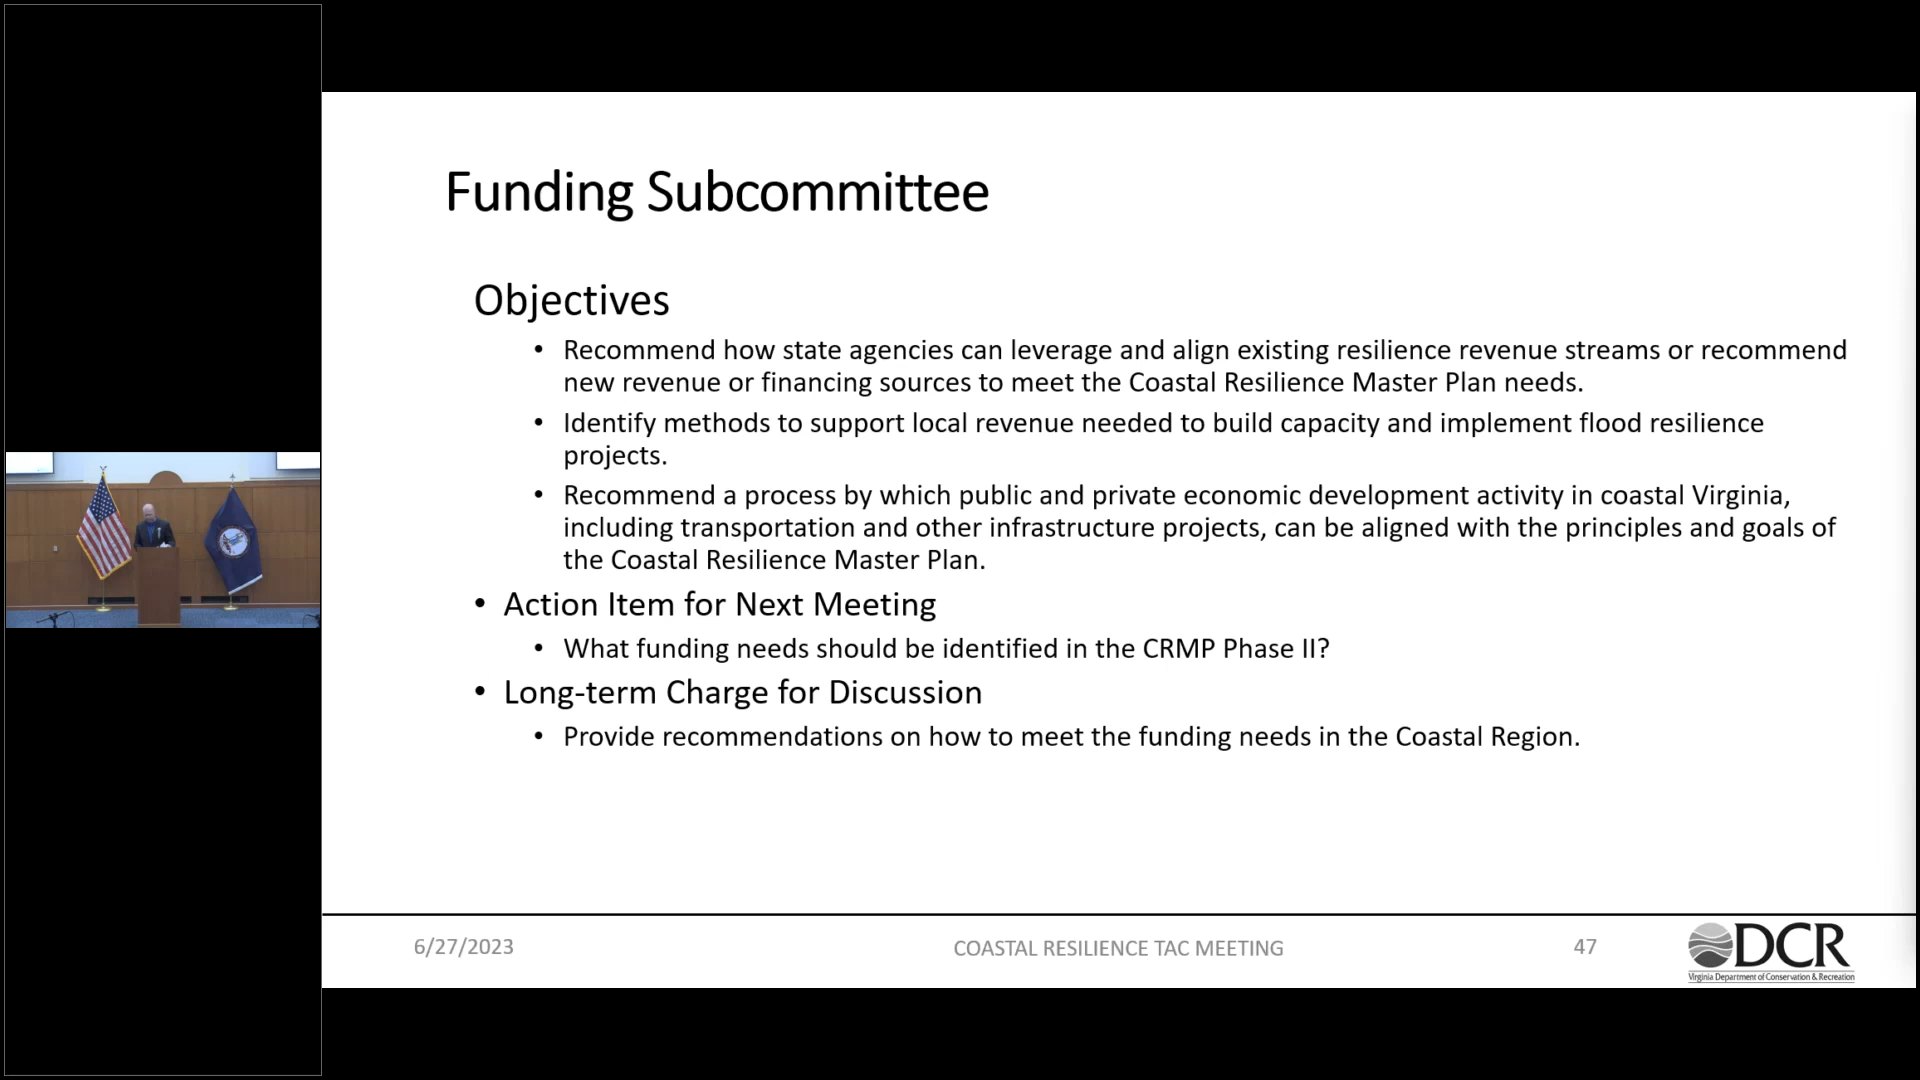 Funding Subcommittee
Objectives
• Recommend how state agencies can leverage and align existing resilience revenue streams or recommend
new revenue or financing sources to meet the Coastal Resilience Master Plan needs.
• Identify methods to support local revenue needed to build capacity and implement flood resilience
projects.
• Recommend a process by which public and private economic development activity in coastal Virginia,
including transportation and other infrastructure projects, can be aligned with the principles and goals of
the Coastal Resilience Master Plan.
• Action Item for Next Meeting
• What funding needs should be identified in the CRMP Phase II?
• Long-term Charge for Discussion
• Provide recommendations on how to meet the funding needs in the Coastal Region.
6/27/2023
COASTAL RESILIENCE TAC MEETING
47
DCR
Virginia Department of Conservation & Recreation